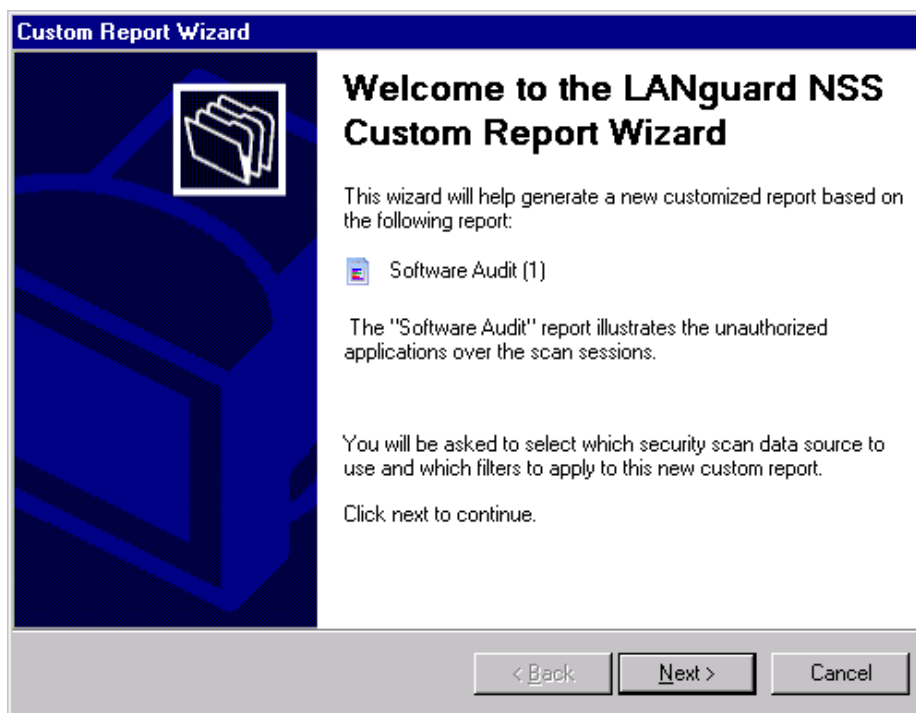 Custom Report Wizard
Welcome to the LANguard NSS
Custom Report Wizard
This wizard will help generate a new customized report based on
the following report:
Software Audit (1)
The "Software Audit" report illustrates the unauthorized
applications over the scan sessions.
You will be asked to select which security scan data source to
use and which filters to apply to this new custom report.
Click next to continue.
< Back
Next >
Cancel